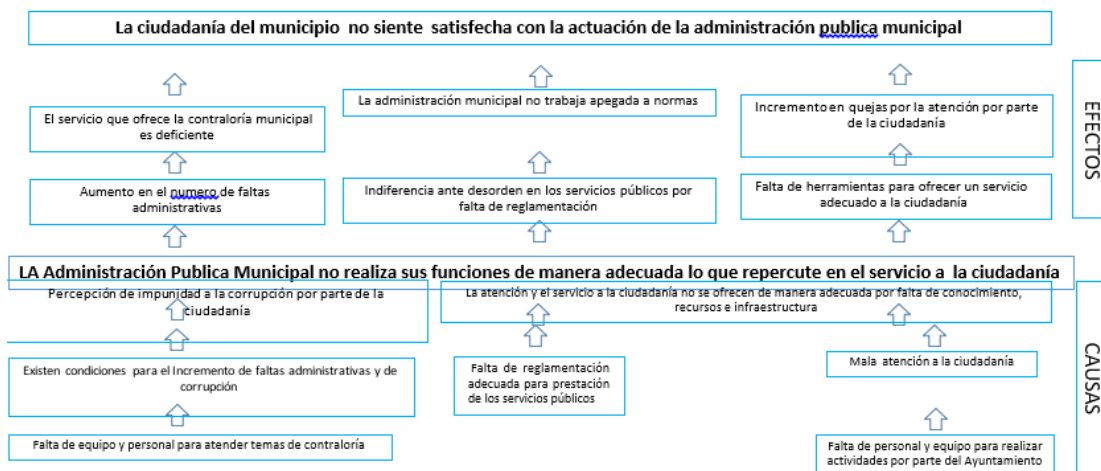 La ciudadanía del municipio no siente satisfecha con la actuación de la administración publica municipal
El servicio que ofrece la contraloría municipal
es deficiente
La administración municipal no trabaja apegada a normas
Incremento en quejas por la atención por parte
de la ciudadanía
EFECTOS
Aumento en el numero de faltas
administrativas
Indiferencia ante desorden en los servicios públicos por
falta de reglamentación
Falta de herramientas para ofrecer un servicio
adecuado a la ciudadanía
LA Administración Publica Municipal no realiza sus funciones de manera adecuada lo que repercute en el servicio a la ciudadanía
Percepción de impunidad a la corrupción por parte de la
ciudadanía
La atención y el servicio a la ciudadanía no se ofrecen de manera adecuada por falta de conocimiento,
recursos e infraestructura
CAUSAS
Existen condiciones para el Incremento de faltas administrativas y de
corrupción
Falta de reglamentación
adecuada para prestación
de los servicios públicos
Mala atención a la ciudadanía
Falta de equipo y personal para atender temas de contraloría
Falta de personal y equipo para realizar
actividades por parte del Ayuntamiento